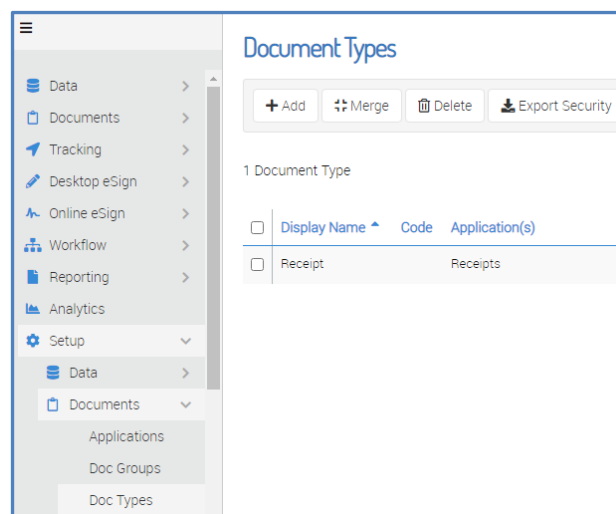 Data
Documents
Tracking
Desktop eSign
Online eSign
Workflow
Reporting
Analytics
Setup
Data
Documents
Applications
Doc Groups
Doc Types
Document Types
Add Merge Delete Export Security
1 Document Type
Display Name Code Application(s)
Receipt Receipts